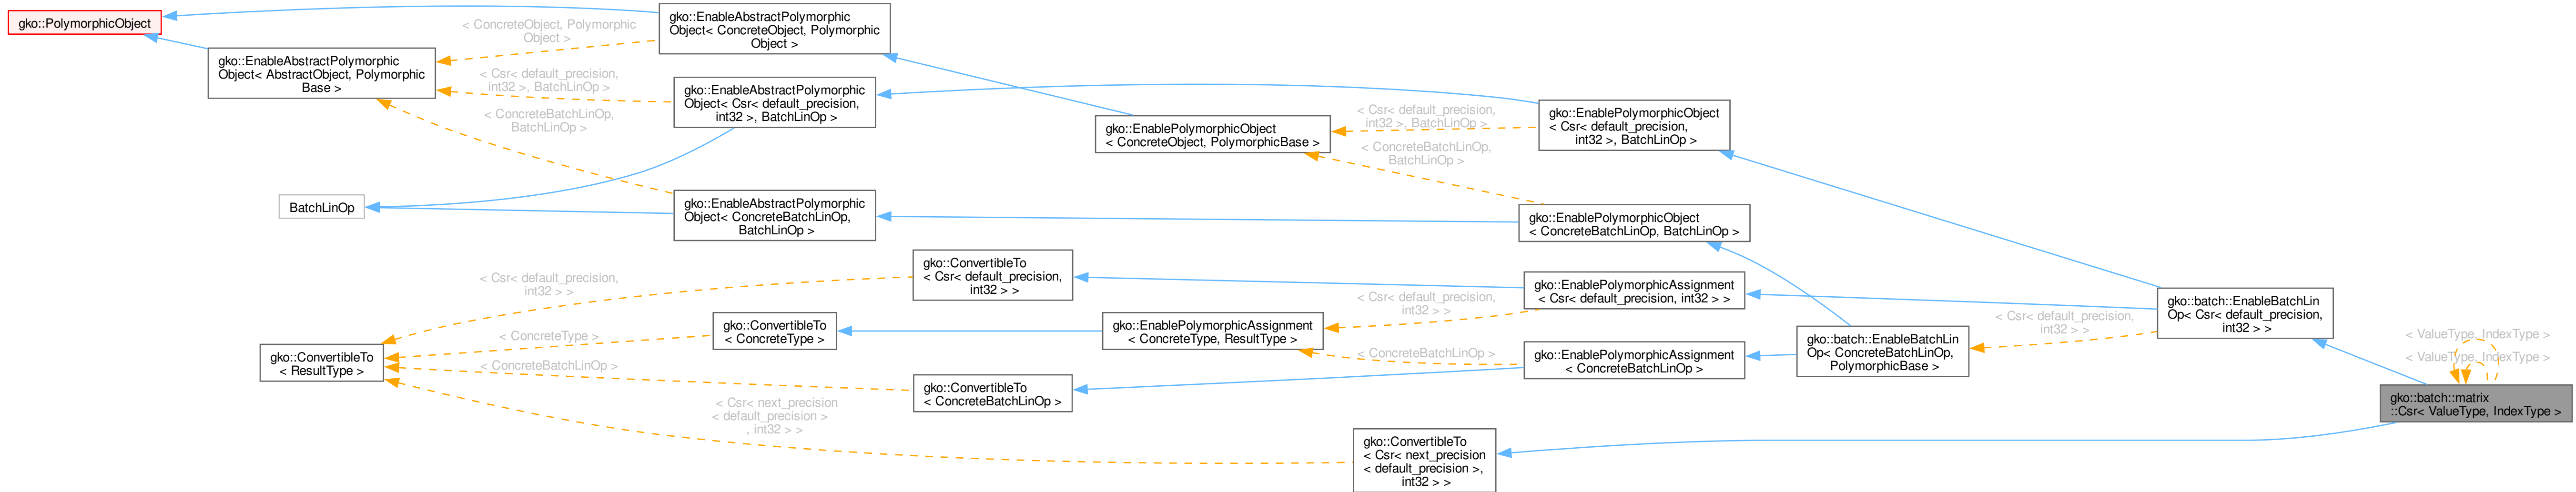 gko::PolymorphicObject
gko::EnableAbstractPolymorphic
Object< AbstractObject, Polymorphic
Base >
< ConcreteObject, Polymorphic
Object >
< Csr< default_precision,
int32 >, BatchLinOp >
< ConcreteBatchLinOp,
BatchLinOp >
gko::EnableAbstractPolymorphic
Object< ConcreteObject, Polymorphic
Object >
gko::EnableAbstractPolymorphic
Object< Csr< default_precision,
int32 >, BatchLinOp >
BatchLinOp
gko::EnableAbstractPolymorphic
Object< ConcreteBatchLinOp,
BatchLinOp >
gko::EnablePolymorphicObject
< ConcreteObject, PolymorphicBase >
< Csr< default_precision,
int32 >, BatchLinOp >
< ConcreteBatchLinOp,
BatchLinOp >
gko::EnablePolymorphicObject
< Csr< default_precision,
int32 >, BatchLinOp >
gko::EnablePolymorphicObject
< ConcreteBatchLinOp, BatchLinOp >
gko::ConvertibleTo
< ResultType >
< Csr< default_precision,
int32 > >
< ConcreteType >
< ConcreteBatchLinOp >
< Csr< next_precision
< default_precision >
, int32 > >
gko::ConvertibleTo
< Csr< default_precision,
int32 > >
gko::ConvertibleTo
< ConcreteType >
gko::ConvertibleTo
< ConcreteBatchLinOp >
gko::EnablePolymorphicAssignment
< ConcreteType, ResultType >
< Csr< default_precision,
int32 > >
< ConcreteBatchLinOp >
gko::EnablePolymorphicAssignment
< Csr< default_precision, int32 > >
gko::EnablePolymorphicAssignment
< ConcreteBatchLinOp >
gko::ConvertibleTo
< Csr< next_precision
< default_precision >,
int32 > >
gko::batch::EnableBatchLin
Op< ConcreteBatchLinOp,
PolymorphicBase >
< Csr< default_precision,
int32 > >
gko::batch::EnableBatchLin
Op< Csr< default_precision,
int32 > >
< ValueType, IndexType >
< ValueType, IndexType >
gko::batch::matrix
::Csr< ValueType, IndexType >